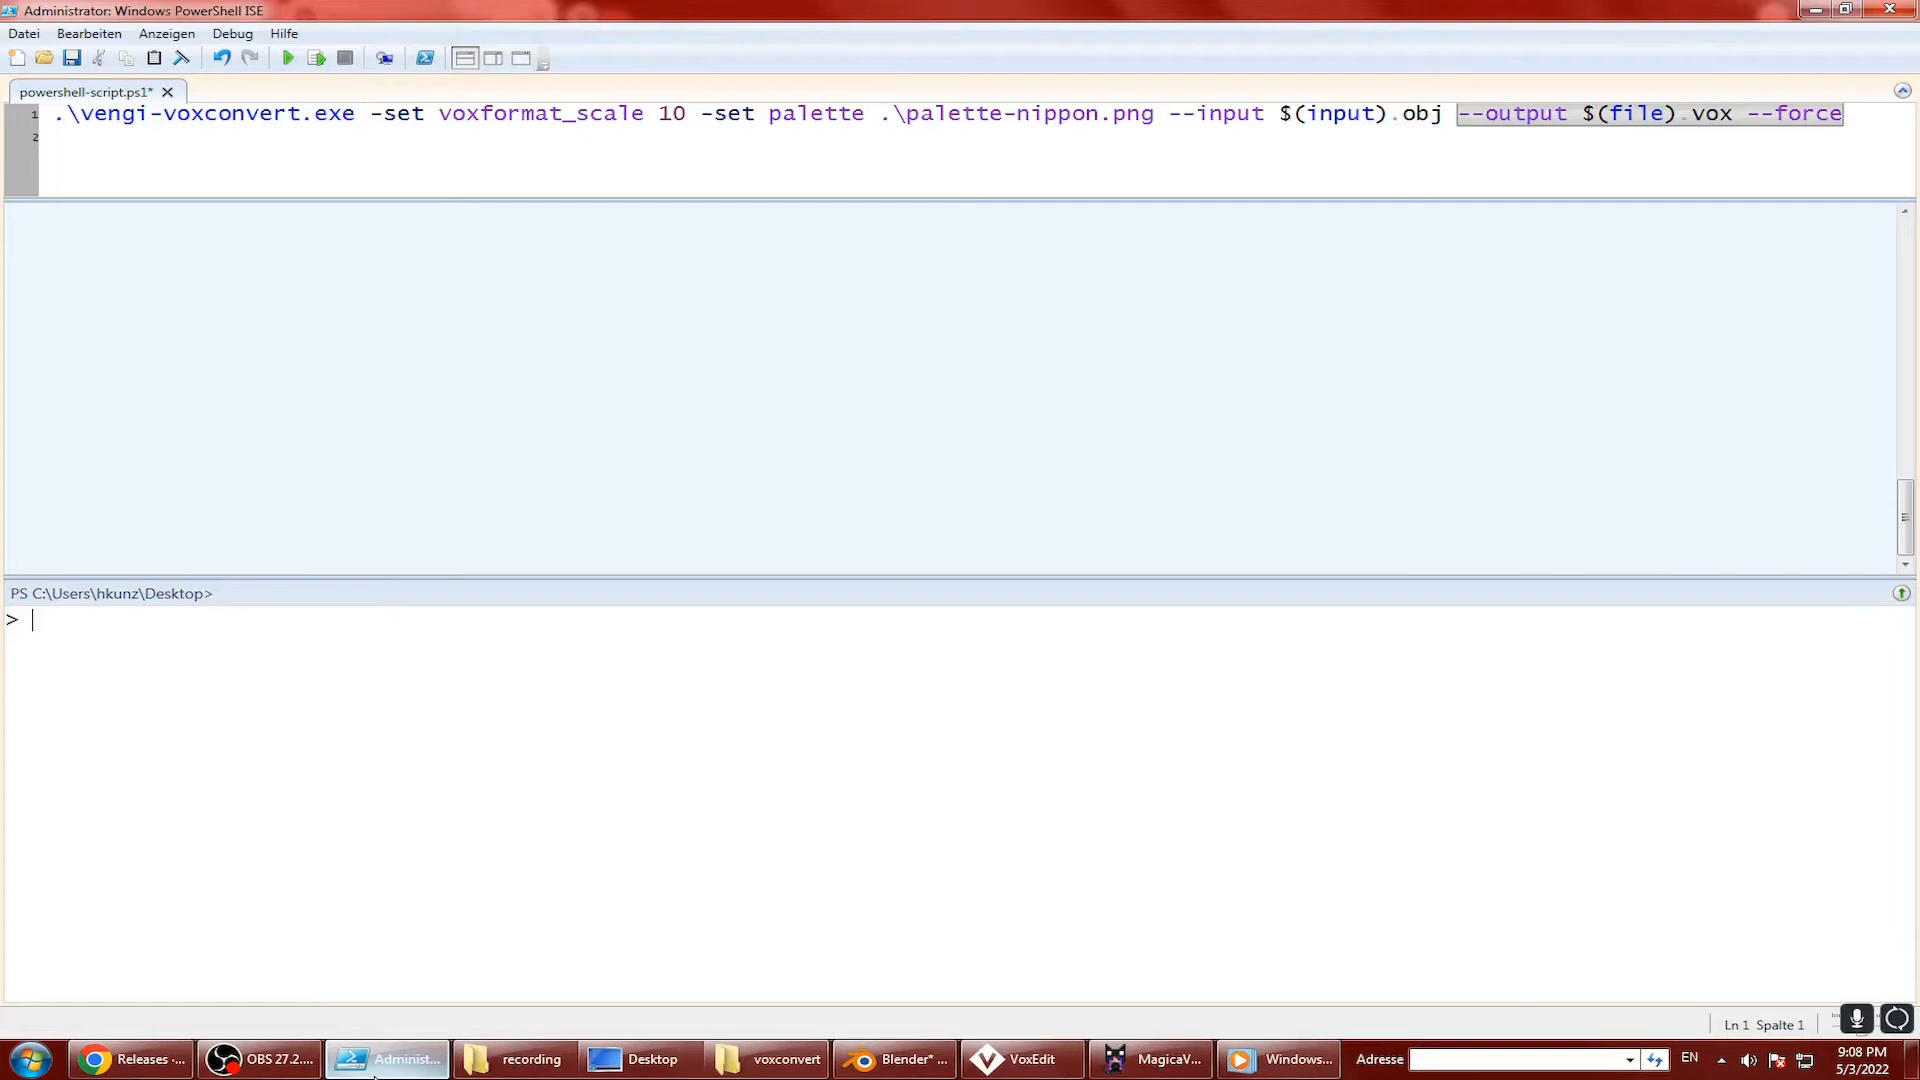 Administrator: Windows PowerShell ISE
Datei Bearbeiten Anzeigen Debug Hilfe
powershell-script.ps1*
1 .\vengi-voxconvert.exe -set voxformat_scale 10 -set palette .\palette-nippon.png --input $(input).obj --output $(file).vox --force
2
PS C:\Users\hkunz\Desktop>
>
Ln 1 Spalte 1
Releases -... OBS 27.2.... Administ... recording Desktop voxconvert Blender* ... VoxEdit MagicaV... Windows... Adresse EN 9:08 PM
5/3/2022